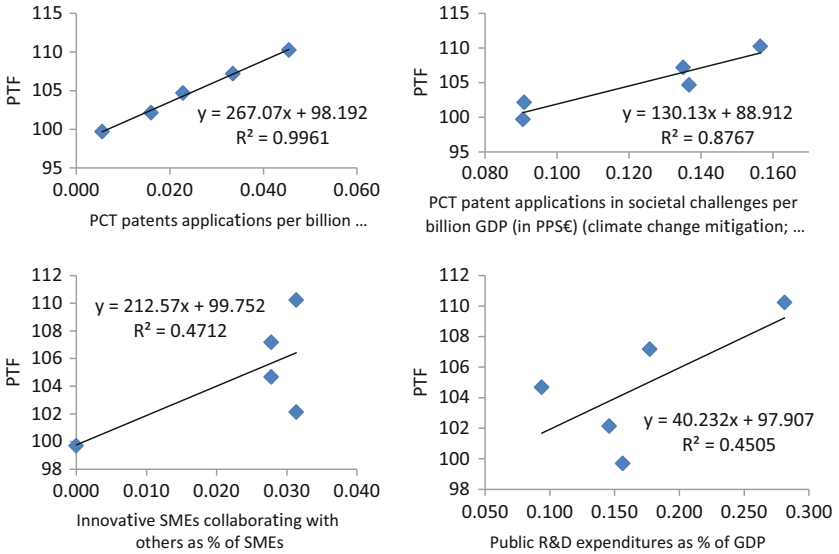 115
110
105
100
95
PTF
y = 267.07x + 98.192
R² = 0.9961
0.000 0.020 0.040 0.060
PCT patents applications per billion ...
115
110
105
100
95
PTF
y = 130.13x + 88.912
R² = 0.8767
0.080 0.100 0.120 0.140 0.160
PCT patent applications in societal challenges per
billion GDP (in PPS€) (climate change mitigation; ...
112
110
108
106
104
102
100
98
PTF
y = 212.57x + 99.752
R² = 0.4712
0.000 0.010 0.020 0.030 0.040
Innovative SMEs collaborating with
others as % of SMEs
112
110
108
106
104
102
100
98
PTF
y = 40.232x + 97.907
R² = 0.4505
0.050 0.100 0.150 0.200 0.250 0.300
Public R&D expenditures as % of GDP